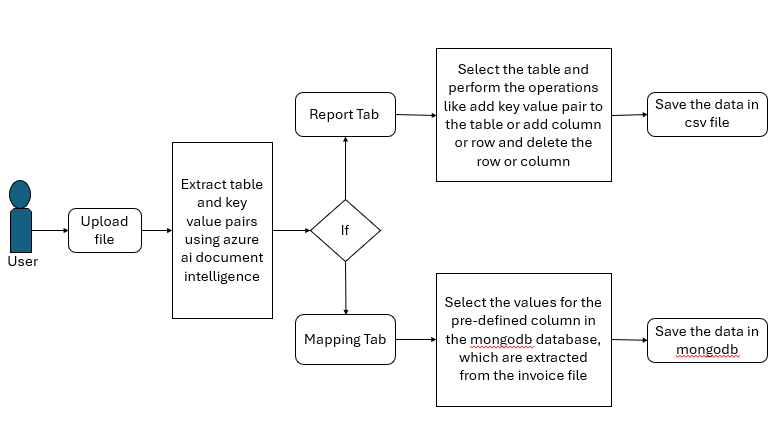 User
Upload
file
Extract table
and key
value pairs
using azure
ai document
intelligence
If
Report Tab
Select the table and
perform the operations
like add key value pair to
the table or add column
or row and delete the
row or column
Save the data in
csv file
Mapping Tab
Select the values for the
pre-defined column in
the mongodb database,
which are extracted
from the invoice file
Save the data in
mongodb